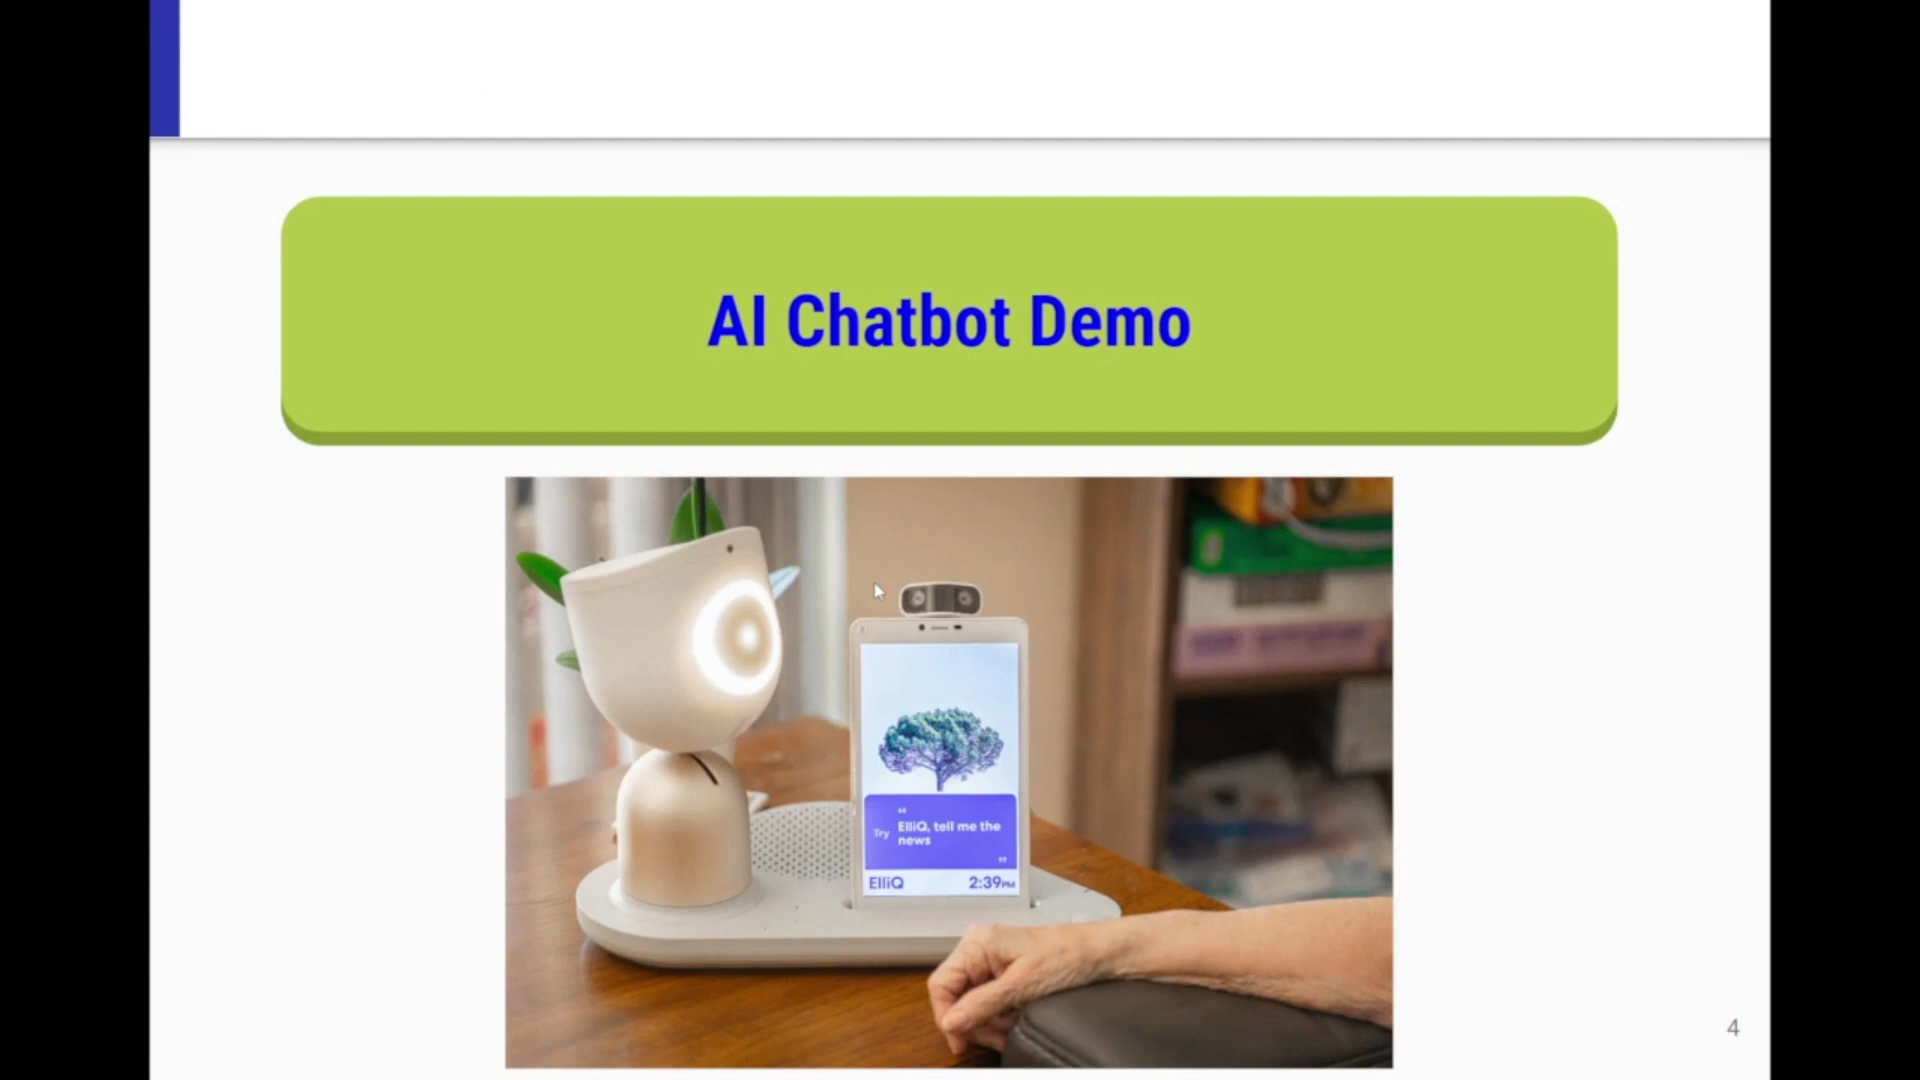 AI Chatbot Demo
“
Try
ElliQ, tell me the
news
”
ElliQ 2:39PM
4